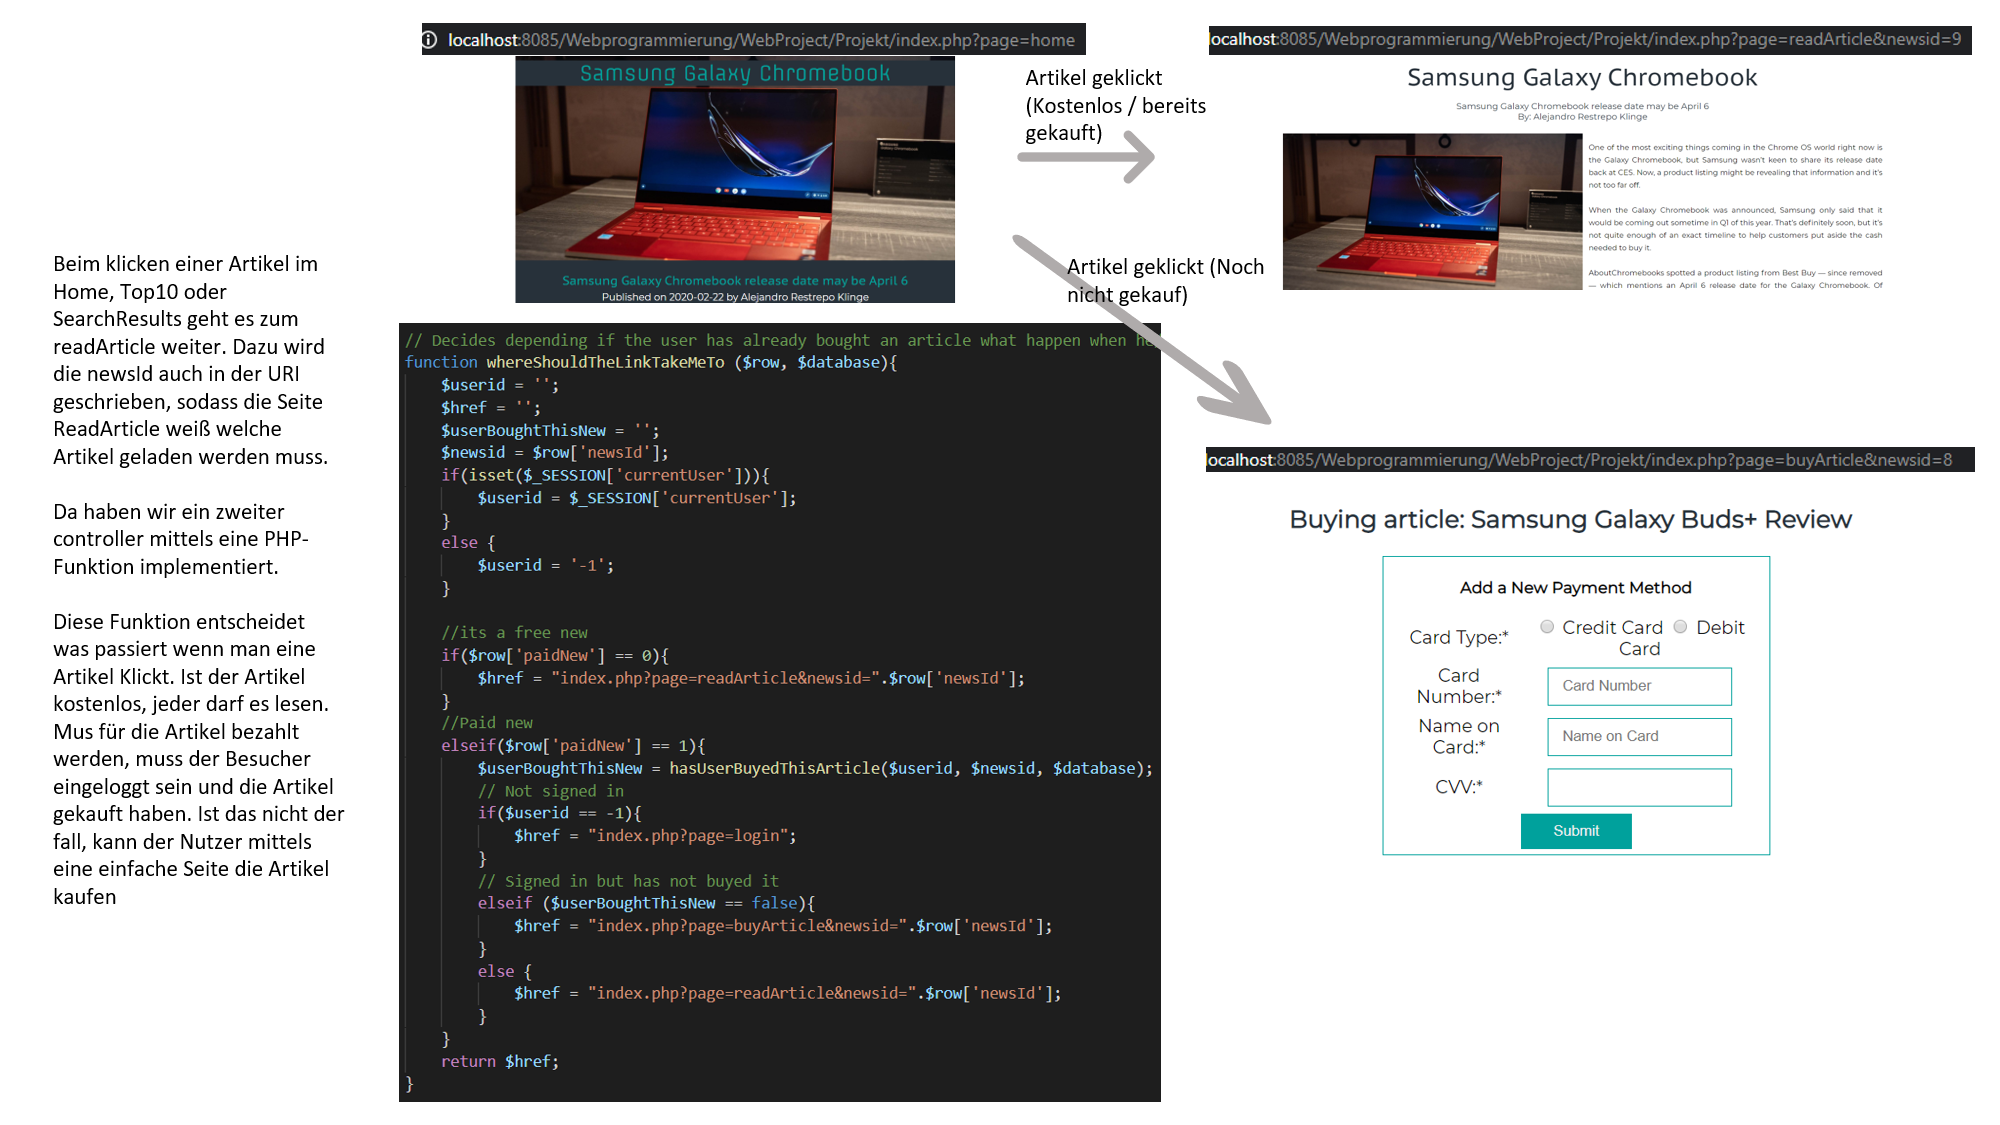 Beim klicken einer Artikel im
Home, Top10 oder
SearchResults geht es zum
readArticle weiter. Dazu wird
die newsId auch in der URI
geschrieben, sodass die Seite
ReadArticle weiß welche
Artikel geladen werden muss.
Da haben wir ein zweiter
controller mittels eine PHP-
Funktion implementiert.
Diese Funktion entscheidet
was passiert wenn man eine
Artikel Klickt. Ist der Artikel
kostenlos, jeder darf es lesen.
Mus für die Artikel bezahlt
werden, muss der Besucher
eingeloggt sein und die Artikel
gekauft haben. Ist das nicht der
fall, kann der Nutzer mittels
eine einfache Seite die Artikel
kaufen
localhost:8085/Webprogrammierung/WebProject/Projekt/index.php?page=home
Samsung Galaxy Chromebook
Samsung Galaxy Chromebook release date may be April 6
Published on 2020-02-22 by Alejandro Restrepo Klinge
// Decides depending if the user has already bought an article what happen when he
function whereShouldTheLinkTakeMeTo ($row, $database){
$userid = '';
$href = '';
$userBoughtThisNew = '';
$newsid = $row['newsId'];
if(isset($_SESSION['currentUser'])){
$userid = $_SESSION['currentUser'];
}
else {
$userid = '-1';
}
//its a free new
if($row['paidNew'] == 0){
$href = "index.php?page=readArticle&newsid=".$row['newsId'];
}
//Paid new
elseif($row['paidNew'] == 1){
$userBoughtThisNew = hasUserBuyedThisArticle($userid, $newsid, $database);
// Not signed in
if($userid == -1){
$href = "index.php?page=login";
}
// Signed in but has not buyed it
elseif ($userBoughtThisNew == false){
$href = "index.php?page=buyArticle&newsid=".$row['newsId'];
}
else {
$href = "index.php?page=readArticle&newsid=".$row['newsId'];
}
}
return $href;
}
Artikel geklickt
(Kostenlos / bereits
gekauft)
Artikel geklickt (Noch
nicht gekauf)
localhost:8085/Webprogrammierung/WebProject/Projekt/index.php?page=readArticle&newsid=9
Samsung Galaxy Chromebook
Samsung Galaxy Chromebook release date may be April 6
By: Alejandro Restrepo Klinge
One of the most exciting things coming in the Chrome OS world right now is
the Galaxy Chromebook, but Samsung wasn't keen to share its release date
back at CES. Now, a product listing might be revealing that information and it's
not too far off.
When the Galaxy Chromebook was announced, Samsung only said that it
would be coming out sometime in Q1 of this year. That's definitely soon, but it's
not quite enough of an exact timeline to help customers put aside the cash
needed to buy it.
AboutChromebooks spotted a product listing from Best Buy — since removed
— which mentions an April 6 release date for the Galaxy Chromebook. Of
localhost:8085/Webprogrammierung/WebProject/Projekt/index.php?page=buyArticle&newsid=8
Buying article: Samsung Galaxy Buds+ Review
Add a New Payment Method
Card Type:* Credit Card Debit
Card
Card
Number:* Card Number
Name on
Card:* Name on Card
CVV:*
Submit